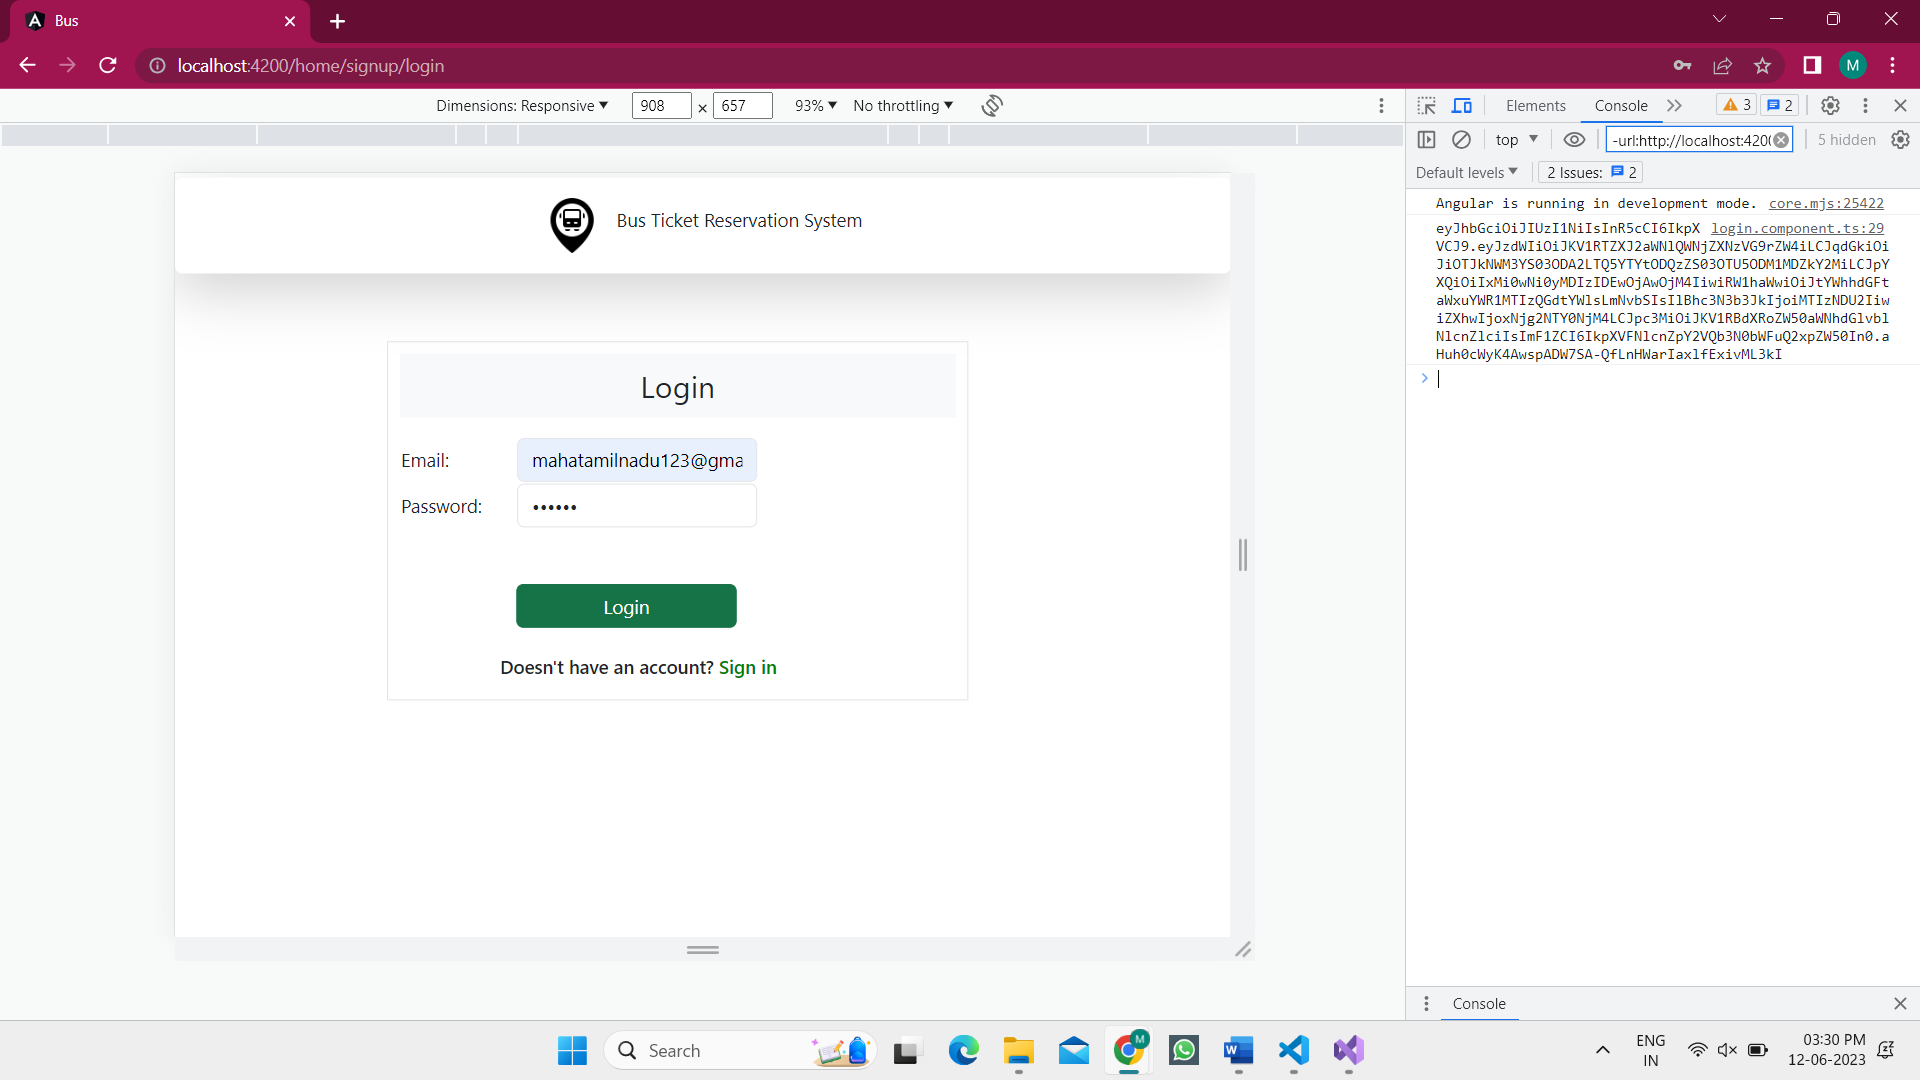 Bus
localhost:4200/home/signup/login
M
Dimensions: Responsive
908 × 657
93%
No throttling
Elements
Console
3
2
top
-url:http://localhost:420
5 hidden
Default levels
2 Issues:
2
Angular is running in development mode. core.mjs:25422
eyJhbGciOiJIUzI1NiIsInR5cCI6IkpX login.component.ts:29
VCJ9.eyJzdWIiOiJKV1RTZXJ2aWNlQWNjZXNzVG9rZW4iLCJqdGkiOi
JiOTJkNWM3YS03ODA2LTQ5YTYtODQzZS03OTU5ODM1MDZkY2MiLCJpY
XQiOiIxMi0wNi0yMDIzIDEwOjAwOjM4IiwiRW1haWwiOiJtYWhhdGFt
aWxuYWR1MTIzQGdtYWlsLmNvbSIsIlBhc3N3b3JkIjoiMTIzNDU2Iiw
iZXhwIjoxNjg2NTY0NjM4LCJpc3MiOiJKV1RBdXRoZW50aWNhdGlvbl
NlcnZlciIsImF1ZCI6IkpXVFNlcnZpY2VQb3N0bWFuQ2xpZW50In0.a
Huh0cWyK4AwspADW7SA-QfLnHWarIaxlfExivML3kI
Bus Ticket Reservation System
Login
Email:
mahatamilnadu123@gma
Password:
Login
Doesn't have an account? Sign in
Console
Search
M
ENG
IN
03:30 PM
12-06-2023